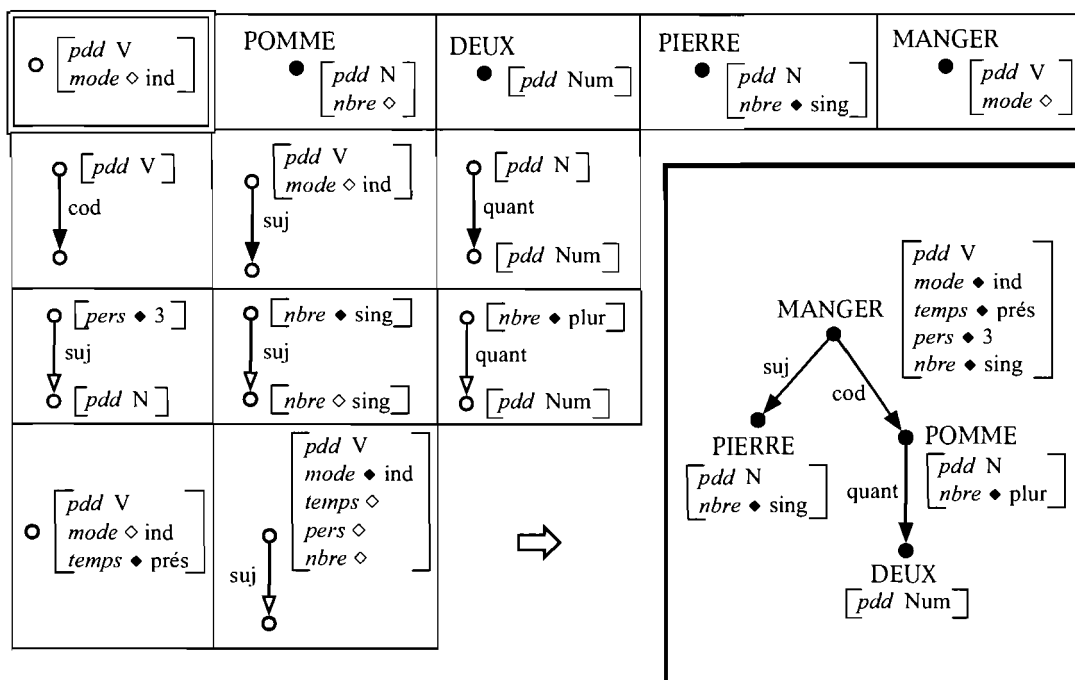 [pdd V
mode ◇ ind]
POMME
[pdd N
nbre ◇]
DEUX
[pdd Num]
PIERRE
[pdd N
nbre ◆ sing]
MANGER
[pdd V
mode ◇]
[pdd V]
cod
[pdd V
mode ◇ ind]
suj
[pdd N]
quant
[pdd Num]
[pers ◆ 3]
suj
[pdd N]
[nbre ◆ sing]
suj
[nbre ◇ sing]
[nbre ◆ plur]
quant
[pdd Num]
[pdd V
mode ◇ ind
temps ◆ prés]
[pdd V
mode ◆ ind
temps ◇
pers ◇
nbre ◇]
suj
MANGER
[pdd V
mode ◆ ind
temps ◆ prés
pers ◆ 3
nbre ◆ sing]
suj
cod
PIERRE
[pdd N
nbre ◆ sing]
POMME
[pdd N
nbre ◆ plur]
quant
DEUX
[pdd Num]